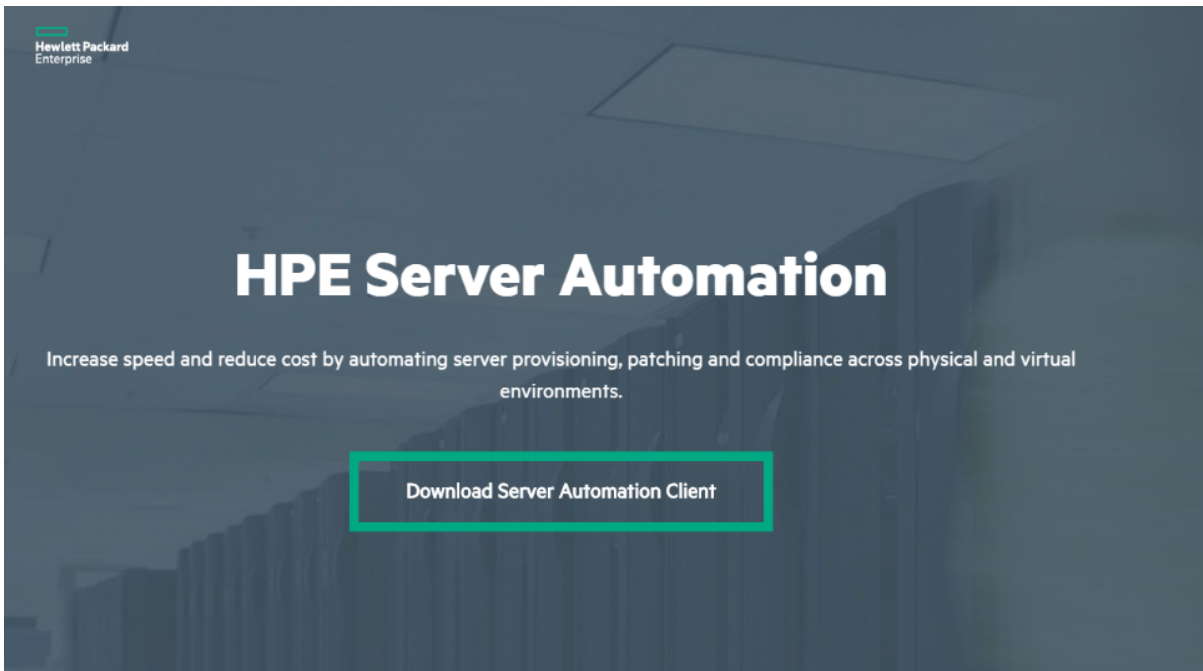 Hewlett Packard
Enterprise
HPE Server Automation
Increase speed and reduce cost by automating server provisioning, patching and compliance across physical and virtual
environments.
Download Server Automation Client